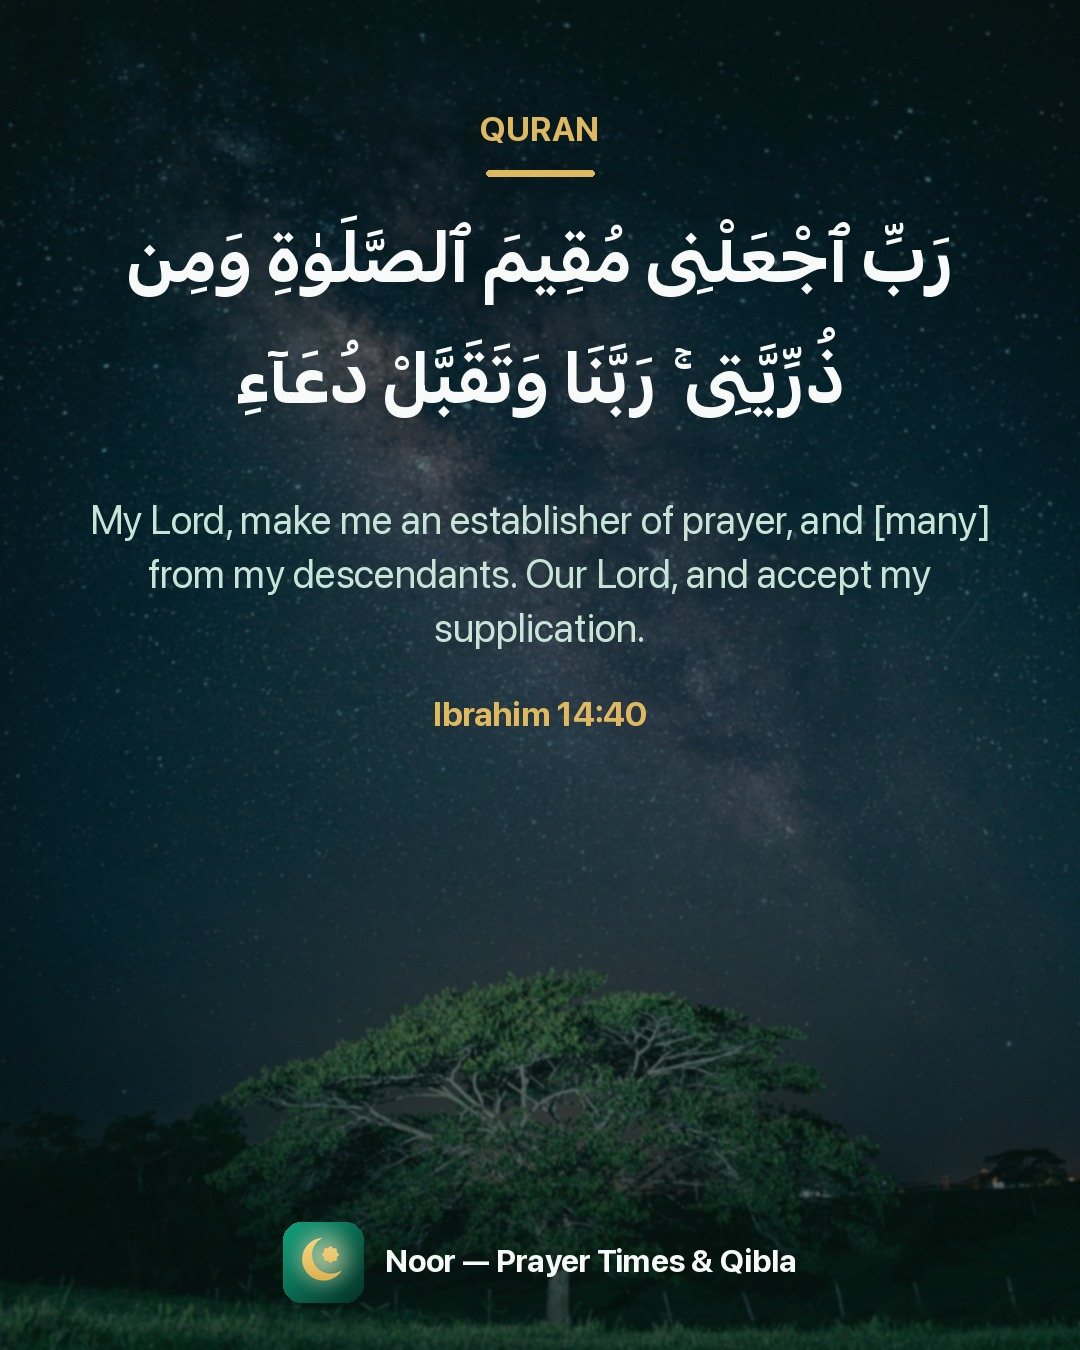 QURAN
رَبِّ ٱجْعَلْنِى مُقِيمَ ٱلصَّلَوٰةِ وَمِن
ذُرِّيَّتِى ۚ رَبَّنَا وَتَقَبَّلْ دُعَآءِ
My Lord, make me an establisher of prayer, and [many]
from my descendants. Our Lord, and accept my
supplication.
Ibrahim 14:40
Noor — Prayer Times & Qibla